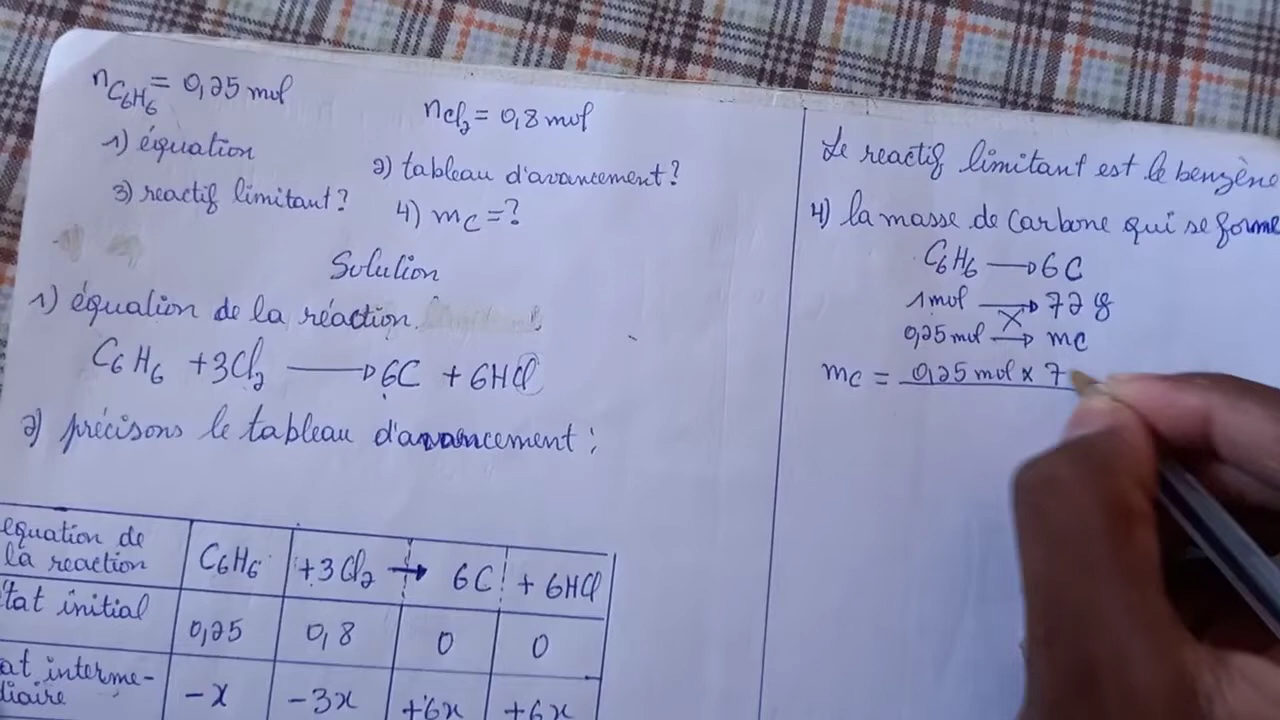 nC₆H₆ = 0,25 mol
nCl₂ = 0,8 mol
1) équation
2) tableau d'avancement?
3) reactif limitant?
4) mC = ?
Solution
1) équation de la réaction.
C₆H₆ + 3Cl₂ → 6C + 6HCl
2) précisons le tableau d'avancement :
equation de la reaction | C₆H₆ | + 3Cl₂ → | 6C | + 6HCl
tat initial | 0,25 | 0,8 | 0 | 0
at interme-diaire | -x | -3x | +6x | +6x
Le reactif limitant est le benzène
4) la masse de carbone qui se forme
C₆H₆ → 6C
1 mol → 72 g
X
0,25 mol → mC
mC = 0,25 mol x 7